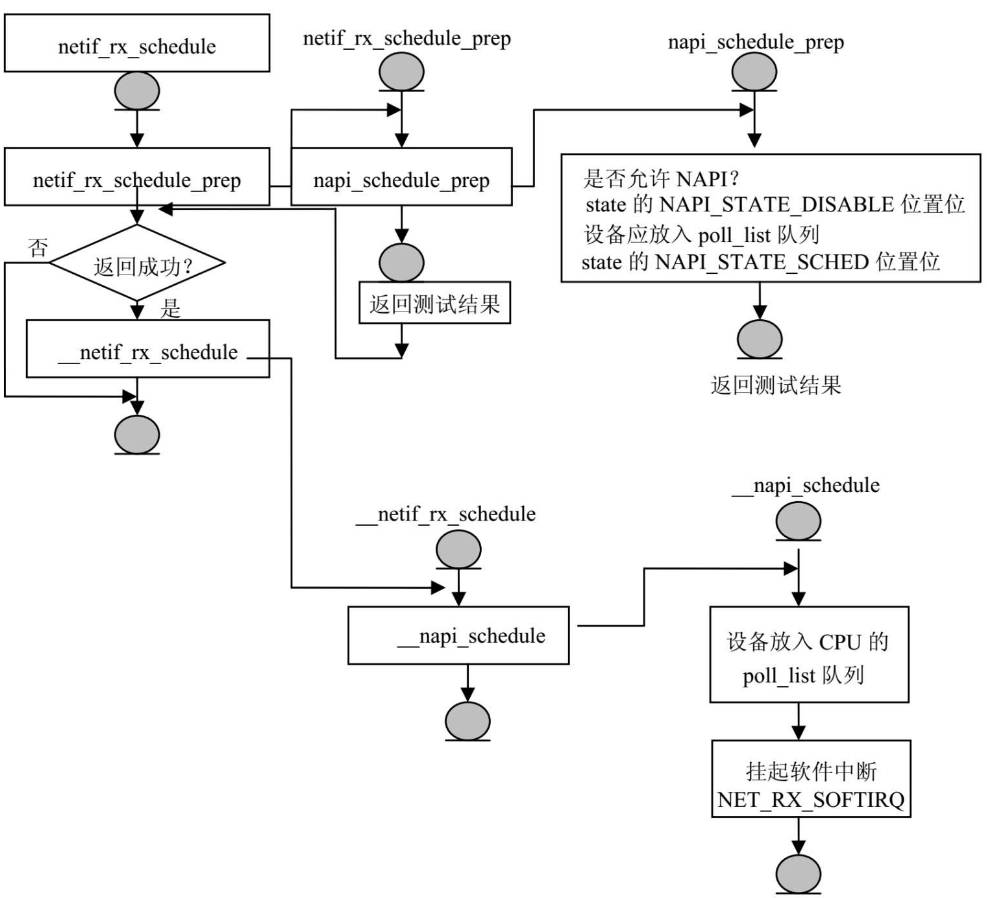 netif_rx_schedule
netif_rx_schedule_prep
napi_schedule_prep
netif_rx_schedule_prep
napi_schedule_prep
是否允许 NAPI？
state 的 NAPI_STATE_DISABLE 位置位
设备应放入 poll_list 队列
state 的 NAPI_STATE_SCHED 位置位
否
返回成功？
是
返回测试结果
__netif_rx_schedule
返回测试结果
__netif_rx_schedule
__napi_schedule
__napi_schedule
设备放入 CPU 的
poll_list 队列
挂起软件中断
NET_RX_SOFTIRQ